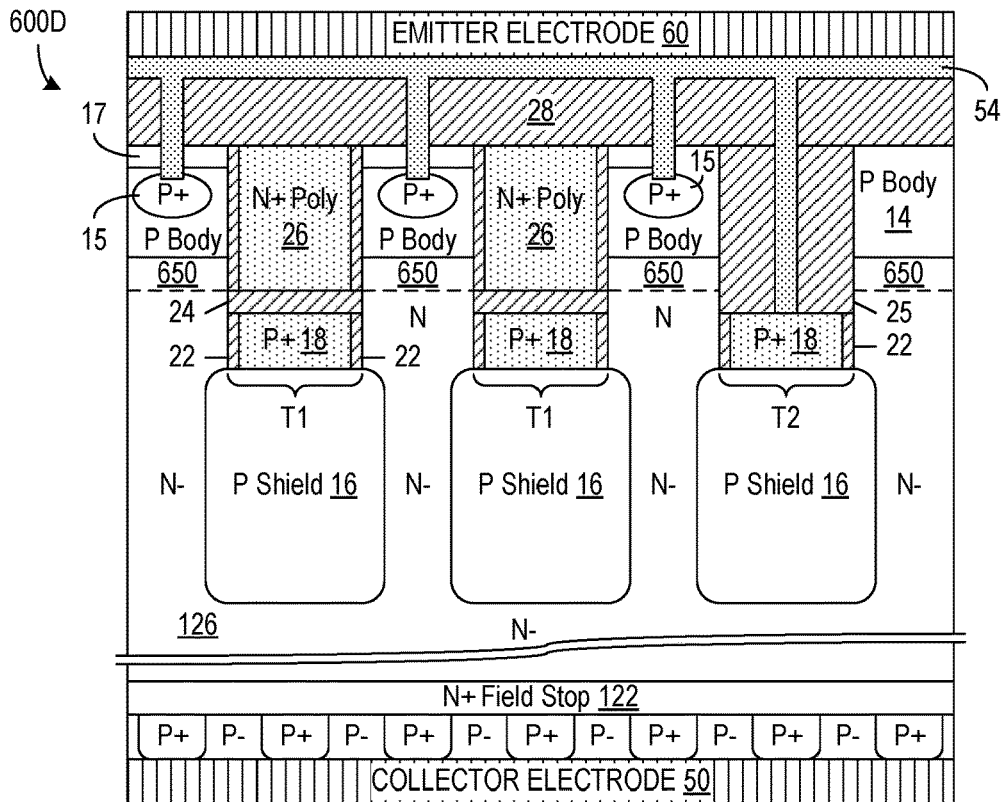 600D
EMITTER ELECTRODE 60
54
28
17
15
P+ P+ P+ 15
N+ Poly N+ Poly
26 26
P Body
14
P Body P Body P Body
15
650 650 650 650
24 N N 25
P+ 18 P+ 18 P+ 18
22 22 22
T1 T1 T2
N- P Shield 16 N- P Shield 16 N- P Shield 16 N-
126 N-
N+ Field Stop 122
P+ P- P+ P- P+ P- P+ P- P+ P- P+ P- P+
COLLECTOR ELECTRODE 50